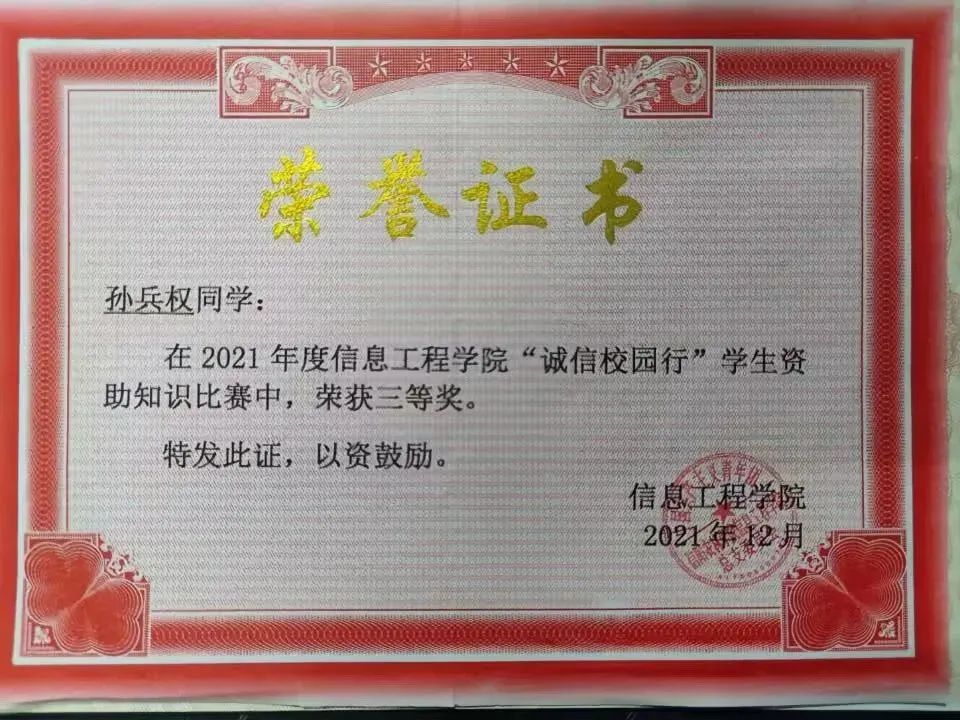 荣誉证书
孙兵权同学：
在 2021 年度信息工程学院“诚信校园行”学生资
助知识比赛中，荣获三等奖。
特发此证，以资鼓励。
信息工程学院
2021 年 12 月